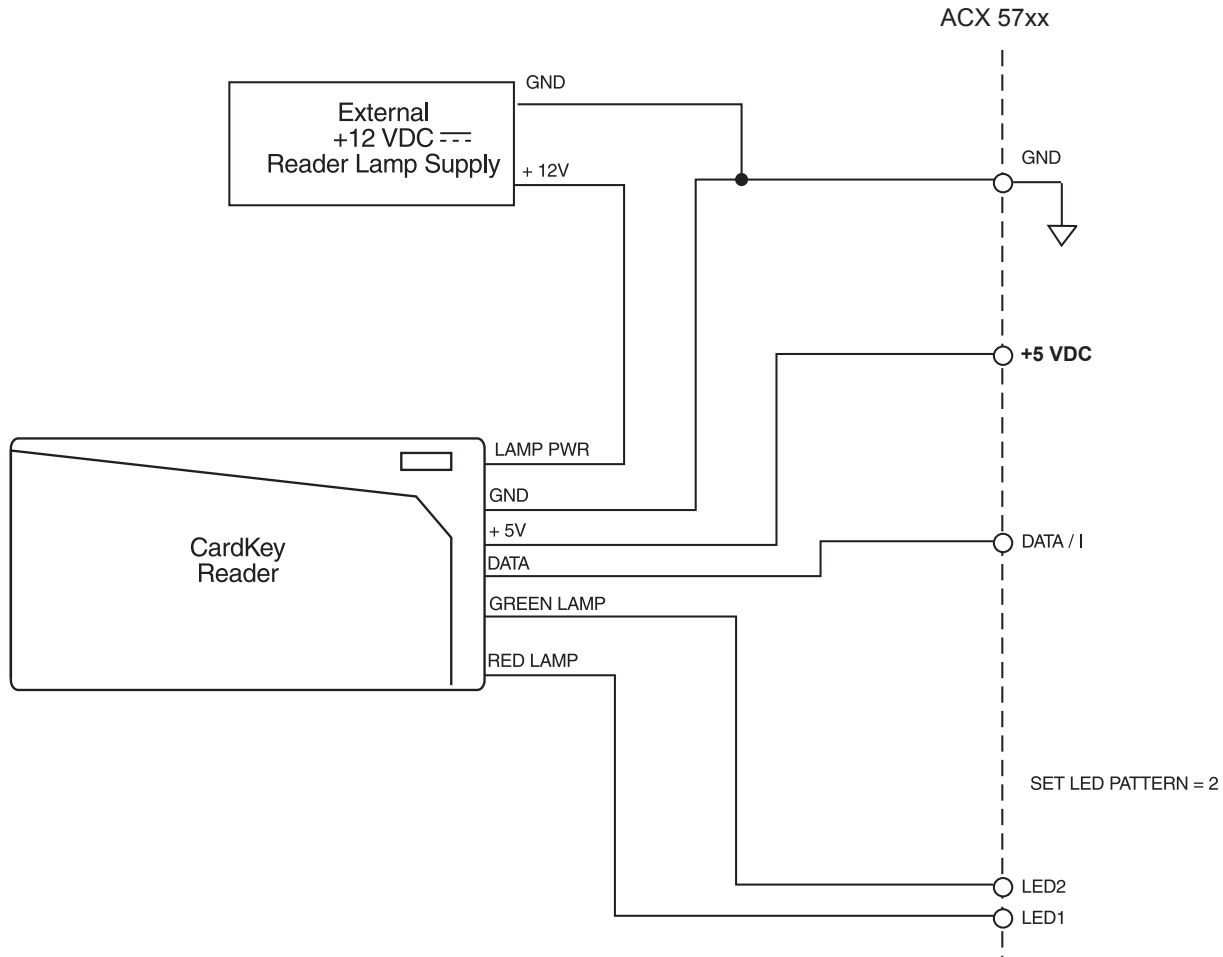 ACX 57xx
GND
External
+12 VDC
Reader Lamp Supply
+ 12V
GND
+5 VDC
LAMP PWR
GND
+ 5V
DATA
DATA / I
CardKey
Reader
GREEN LAMP
RED LAMP
SET LED PATTERN = 2
LED2
LED1